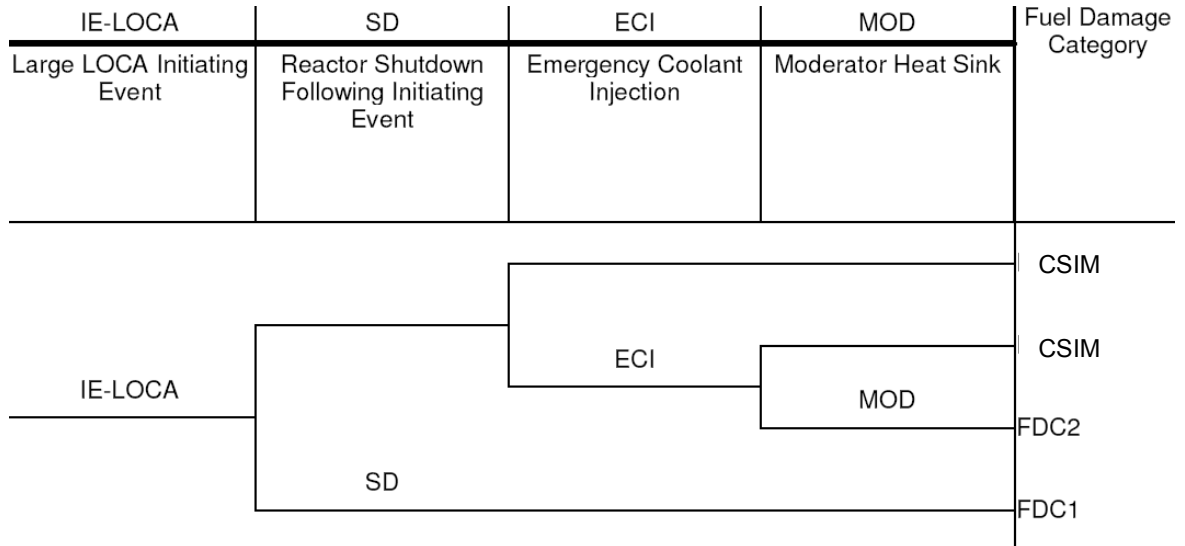 IE-LOCA
SD
ECI
MOD
Fuel Damage
Category
Large LOCA Initiating
Event
Reactor Shutdown
Following Initiating
Event
Emergency Coolant
Injection
Moderator Heat Sink
CSIM
ECI
CSIM
IE-LOCA
MOD
FDC2
SD
FDC1